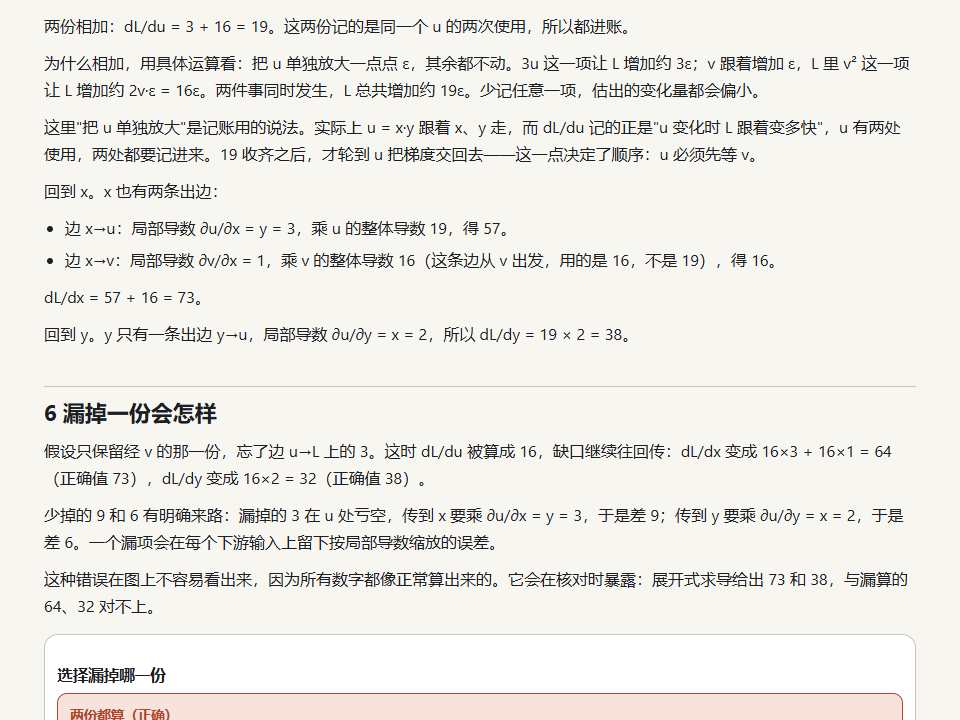 两份相加：dL/du = 3 + 16 = 19。这两份记的是同一个 u 的两次使用，所以都进账。
为什么相加，用具体运算看：把 u 单独放大一点点 ε，其余都不动。3u 这一项让 L 增加约 3ε；v 跟着增加 ε，L 里 v² 这一项
让 L 增加约 2v·ε = 16ε。两件事同时发生，L 总共增加约 19ε。少记任意一项，估出的变化量都会偏小。
这里"把 u 单独放大"是记账用的说法。实际上 u = x·y 跟着 x、y 走，而 dL/du 记的正是"u 变化时 L 跟着变多快"，u 有两处
使用，两处都要记进来。19 收齐之后，才轮到 u 把梯度交回去——这一点决定了顺序：u 必须先等 v。
回到 x。x 也有两条出边：
• 边 x→u：局部导数 ∂u/∂x = y = 3，乘 u 的整体导数 19，得 57。
• 边 x→v：局部导数 ∂v/∂x = 1，乘 v 的整体导数 16（这条边从 v 出发，用的是 16，不是 19），得 16。
dL/dx = 57 + 16 = 73。
回到 y。y 只有一条出边 y→u，局部导数 ∂u/∂y = x = 2，所以 dL/dy = 19 × 2 = 38。
6 漏掉一份会怎样
假设只保留经 v 的那一份，忘了边 u→L 上的 3。这时 dL/du 被算成 16，缺口继续往回传：dL/dx 变成 16×3 + 16×1 = 64
（正确值 73），dL/dy 变成 16×2 = 32（正确值 38）。
少掉的 9 和 6 有明确来路：漏掉的 3 在 u 处亏空，传到 x 要乘 ∂u/∂x = y = 3，于是差 9；传到 y 要乘 ∂u/∂y = x = 2，于是
差 6。一个漏项会在每个下游输入上留下按局部导数缩放的误差。
这种错误在图上不容易看出来，因为所有数字都像正常算出来的。它会在核对时暴露：展开式求导给出 73 和 38，与漏算的
64、32 对不上。
选择漏掉哪一份
两份都算（正确）